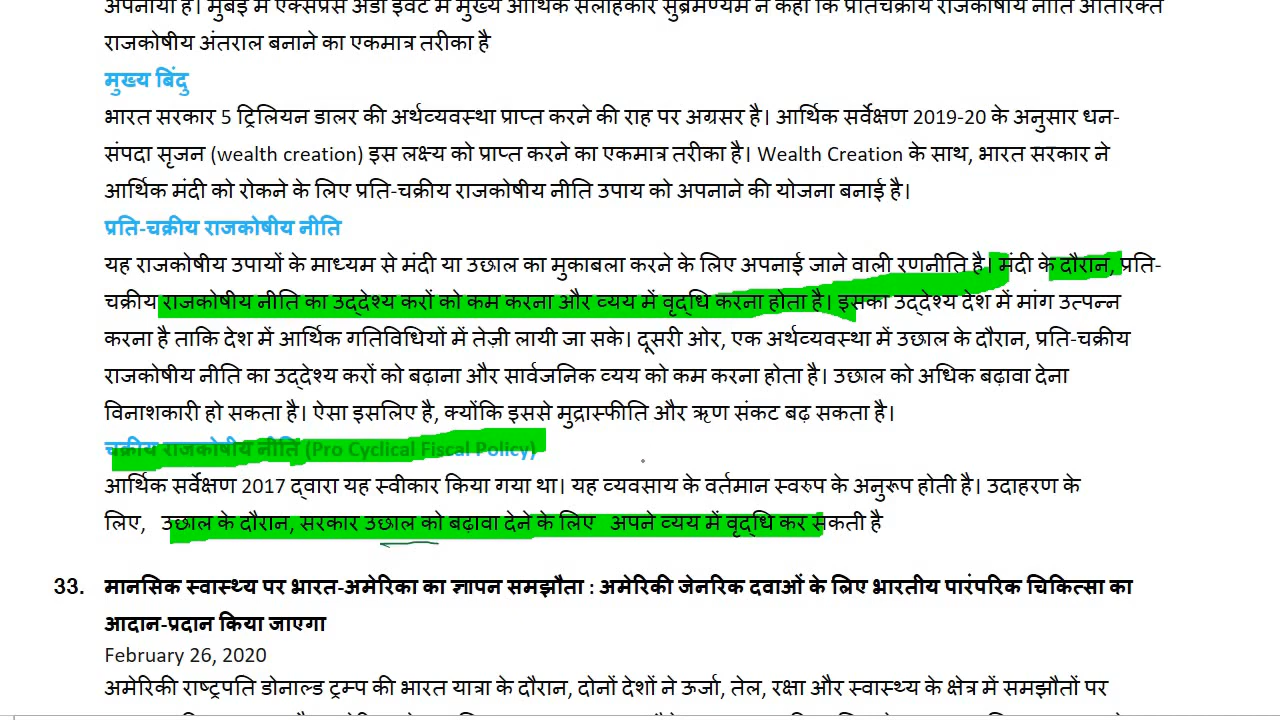 अपनाया है। मुंबई में एक्सप्रेस अड्डा इवेंट में मुख्य आर्थिक सलाहकार सुब्रमण्यम ने कहा कि प्रतिचक्रीय राजकोषीय नीति अतिरिक्त
राजकोषीय अंतराल बनाने का एकमात्र तरीका है
मुख्य बिंदु
भारत सरकार 5 ट्रिलियन डालर की अर्थव्यवस्था प्राप्त करने की राह पर अग्रसर है। आर्थिक सर्वेक्षण 2019-20 के अनुसार धन-
संपदा सृजन (wealth creation) इस लक्ष्य को प्राप्त करने का एकमात्र तरीका है। Wealth Creation के साथ, भारत सरकार ने
आर्थिक मंदी को रोकने के लिए प्रति-चक्रीय राजकोषीय नीति उपाय को अपनाने की योजना बनाई है।
प्रति-चक्रीय राजकोषीय नीति
यह राजकोषीय उपायों के माध्यम से मंदी या उछाल का मुकाबला करने के लिए अपनाई जाने वाली रणनीति है। मंदी के दौरान, प्रति-
चक्रीय राजकोषीय नीति का उद्देश्य करों को कम करना और व्यय में वृद्धि करना होता है। इसका उद्देश्य देश में मांग उत्पन्न
करना है ताकि देश में आर्थिक गतिविधियों में तेज़ी लायी जा सके। दूसरी ओर, एक अर्थव्यवस्था में उछाल के दौरान, प्रति-चक्रीय
राजकोषीय नीति का उद्देश्य करों को बढ़ाना और सार्वजनिक व्यय को कम करना होता है। उछाल को अधिक बढ़ावा देना
विनाशकारी हो सकता है। ऐसा इसलिए है, क्योंकि इससे मुद्रास्फीति और ऋण संकट बढ़ सकता है।
चक्रीय राजकोषीय नीति (Pro Cyclical Fiscal Policy)
आर्थिक सर्वेक्षण 2017 द्वारा यह स्वीकार किया गया था। यह व्यवसाय के वर्तमान स्वरुप के अनुरूप होती है। उदाहरण के
लिए, उछाल के दौरान, सरकार उछाल को बढ़ावा देने के लिए अपने व्यय में वृद्धि कर सकती है
33. मानसिक स्वास्थ्य पर भारत-अमेरिका का ज्ञापन समझौता : अमेरिकी जेनरिक दवाओं के लिए भारतीय पारंपरिक चिकित्सा का
आदान-प्रदान किया जाएगा
February 26, 2020
अमेरिकी राष्ट्रपति डोनाल्ड ट्रम्प की भारत यात्रा के दौरान, दोनों देशों ने ऊर्जा, तेल, रक्षा और स्वास्थ्य के क्षेत्र में समझौतों पर